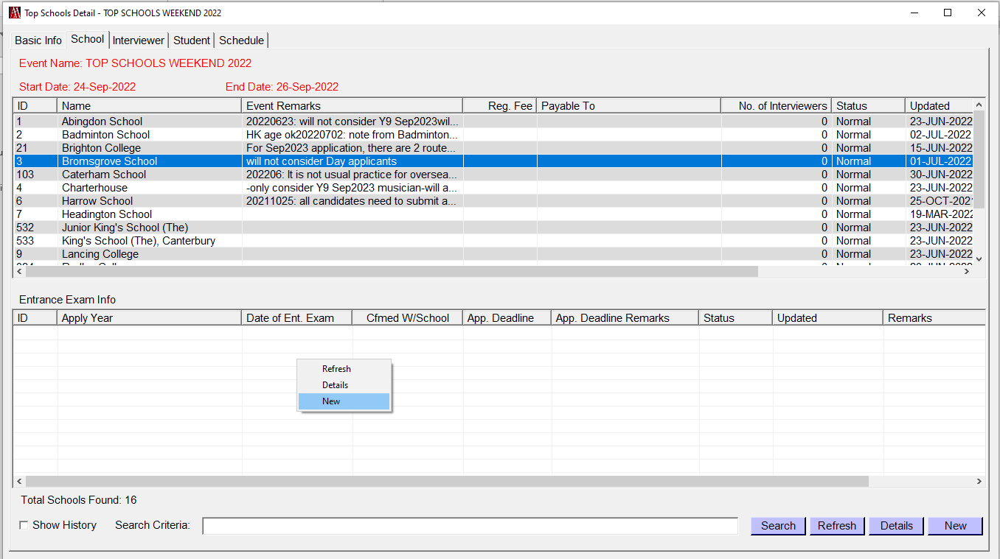 Top Schools Detail - TOP SCHOOLS WEEKEND 2022
Basic Info School Interviewer Student Schedule
Event Name: TOP SCHOOLS WEEKEND 2022
Start Date: 24-Sep-2022 End Date: 26-Sep-2022
ID Name Event Remarks Reg. Fee Payable To No. of Interviewers Status Updated
1 Abingdon School 20220623: will not consider Y9 Sep2023wil... 0 Normal 23-JUN-2022
2 Badminton School HK age ok20220702: note from Badminton... 0 Normal 02-JUL-2022
21 Brighton College For Sep2023 application, there are 2 route... 0 Normal 15-JUN-2022
3 Bromsgrove School will not consider Day applicants 0 Normal 01-JUL-2022
103 Caterham School 202206: It is not usual practice for oversea... 0 Normal 30-JUN-2022
4 Charterhouse -only consider Y9 Sep2023 musician-will a... 0 Normal 23-JUN-2022
6 Harrow School 20211025: all candidates need to submit a... 0 Normal 25-OCT-2021
7 Headington School 0 Normal 19-MAR-2022
532 Junior King's School (The) 0 Normal 23-JUN-2022
533 King's School (The), Canterbury 0 Normal 23-JUN-2022
9 Lancing College 0 Normal 23-JUN-2022
Entrance Exam Info
ID Apply Year Date of Ent. Exam Cfmed W/School App. Deadline App. Deadline Remarks Status Updated Remarks
Refresh
Details
New
Total Schools Found: 16
Show History Search Criteria: Search Refresh Details New